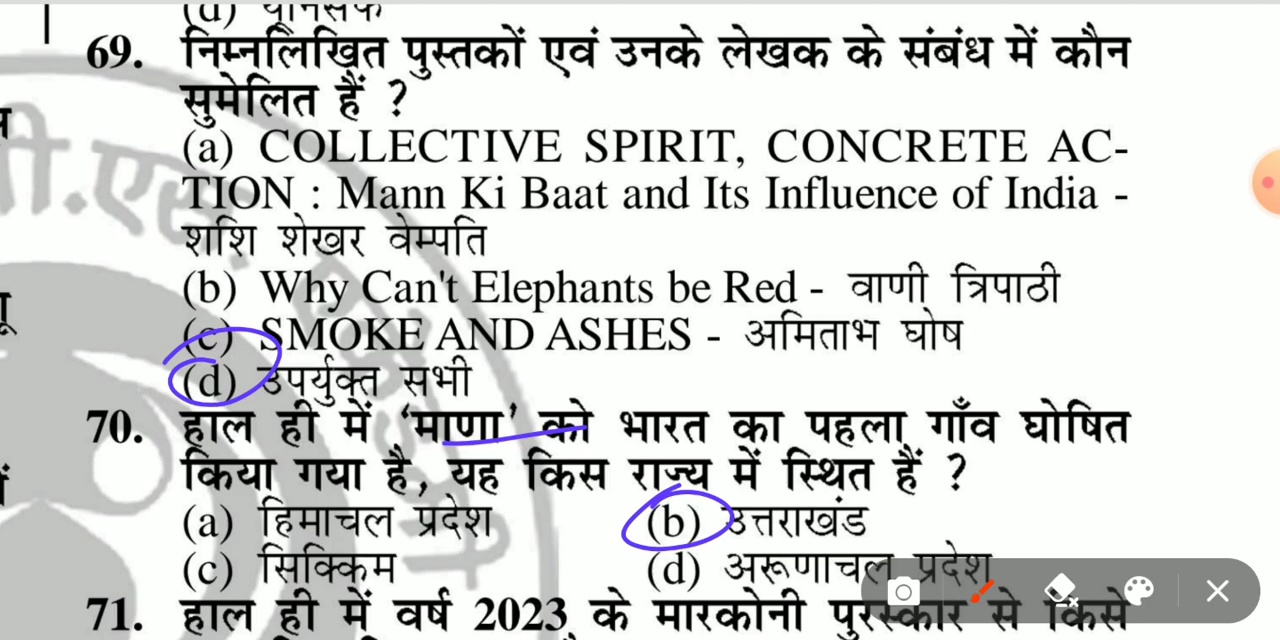 (d) यूनिसेफ
69. निम्नलिखित पुस्तकों एवं उनके लेखक के संबंध में कौन
सुमेलित हैं ?
(a) COLLECTIVE SPIRIT, CONCRETE AC-
TION : Mann Ki Baat and Its Influence of India -
शशि शेखर वेम्पति
(b) Why Can't Elephants be Red - वाणी त्रिपाठी
(c) SMOKE AND ASHES - अमिताभ घोष
(d) उपर्युक्त सभी
70. हाल ही में ‘माणा’ को भारत का पहला गाँव घोषित
किया गया है, यह किस राज्य में स्थित हैं ?
(a) हिमाचल प्रदेश (b) उत्तराखंड
(c) सिक्किम (d) अरूणाचल प्रदेश
71. हाल ही में वर्ष 2023 के मारकोनी पुरस्कार से किसे